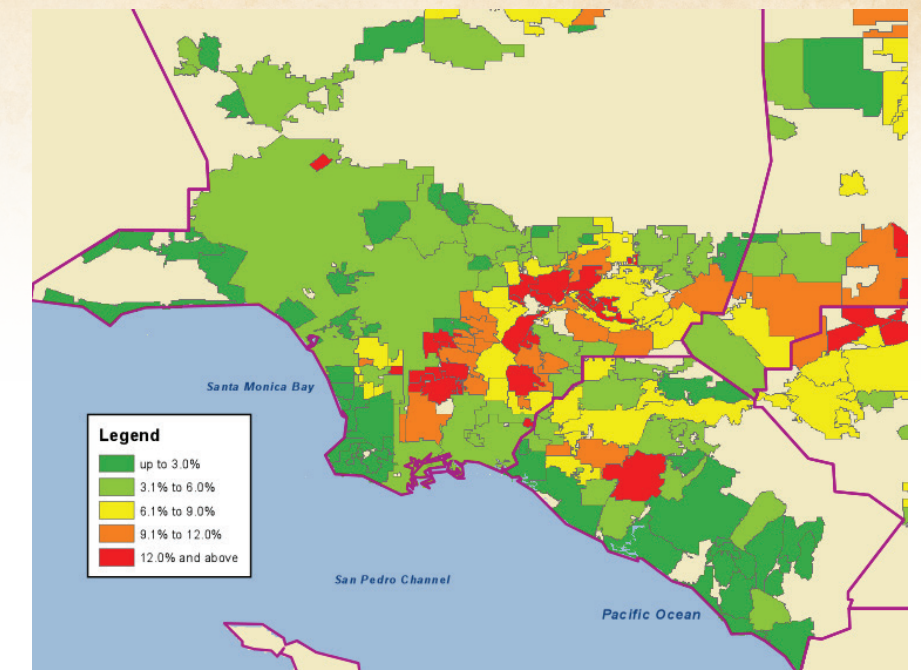 Santa Monica Bay
Legend
up to 3.0%
3.1% to 6.0%
6.1% to 9.0%
9.1% to 12.0%
12.0% and above
San Pedro Channel
Pacific Ocean